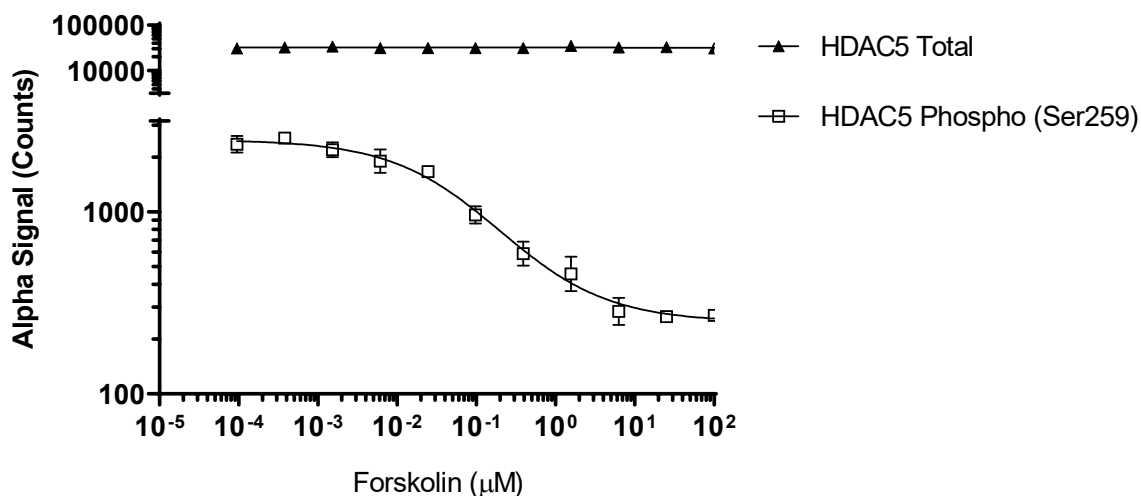 100000
10000
1000
100
Alpha Signal (Counts)
10⁻⁵ 10⁻⁴ 10⁻³ 10⁻² 10⁻¹ 10⁰ 10¹ 10²
Forskolin (μM)
HDAC5 Total
HDAC5 Phospho (Ser259)